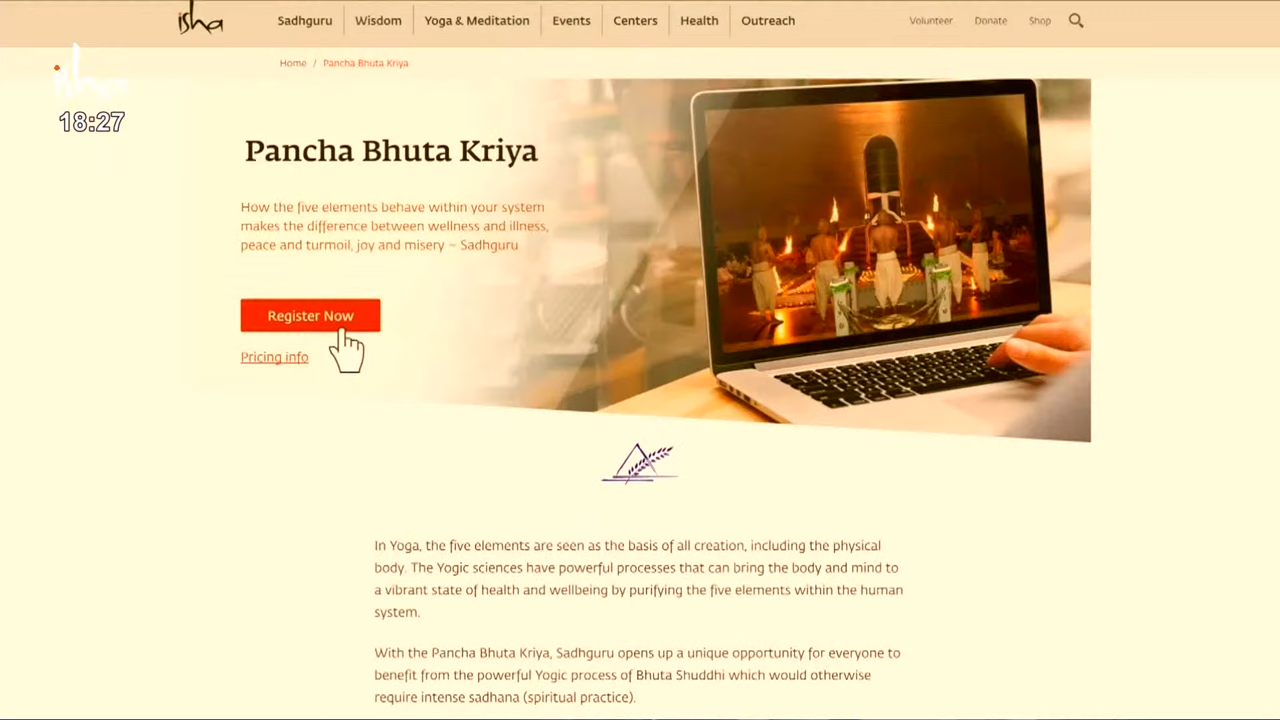 isha
Sadhguru Wisdom Yoga & Meditation Events Centers Health Outreach Volunteer Donate Shop
Home / Pancha Bhuta Kriya
isha
18:27
Pancha Bhuta Kriya
How the five elements behave within your system
makes the difference between wellness and illness,
peace and turmoil, joy and misery ~ Sadhguru
Register Now
Pricing info
In Yoga, the five elements are seen as the basis of all creation, including the physical
body. The Yogic sciences have powerful processes that can bring the body and mind to
a vibrant state of health and wellbeing by purifying the five elements within the human
system.
With the Pancha Bhuta Kriya, Sadhguru opens up a unique opportunity for everyone to
benefit from the powerful Yogic process of Bhuta Shuddhi which would otherwise
require intense sadhana (spiritual practice).